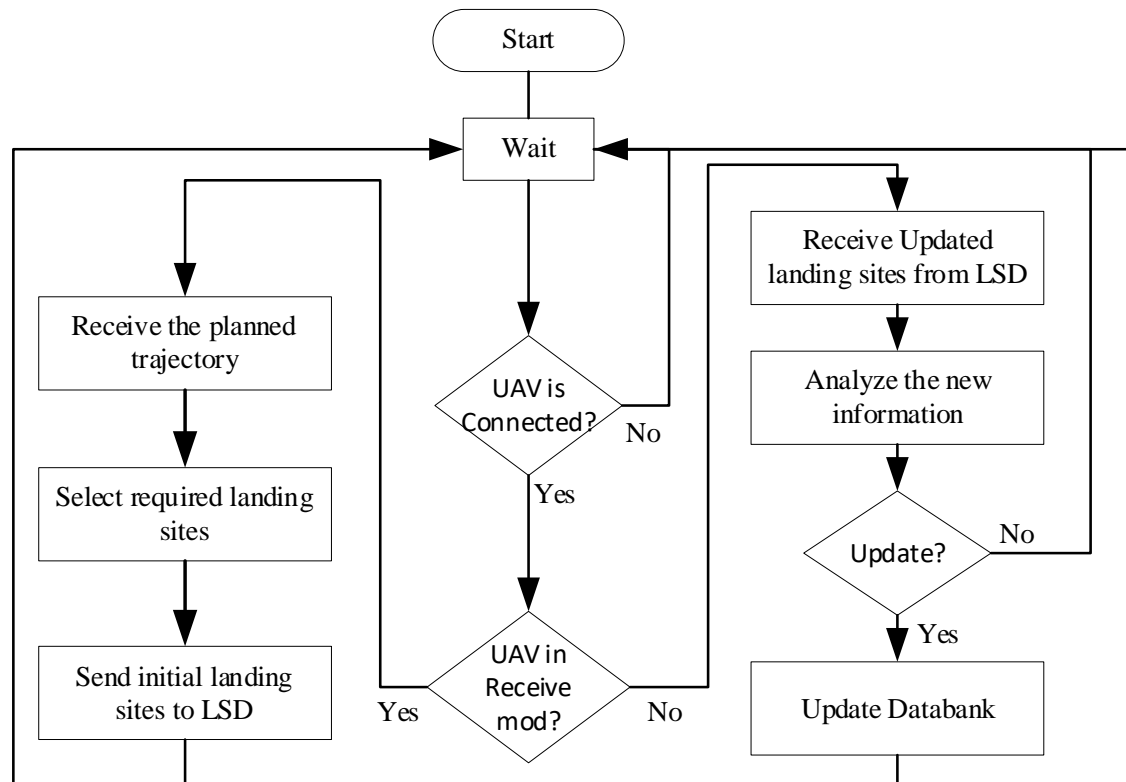 Start
Wait
Receive the planned
trajectory
Select required landing
sites
Send initial landing
sites to LSD
UAV is
Connected?
No
Yes
UAV in
Receive
mod?
Yes
No
Receive Updated
landing sites from LSD
Analyze the new
information
Update?
No
Yes
Update Databank